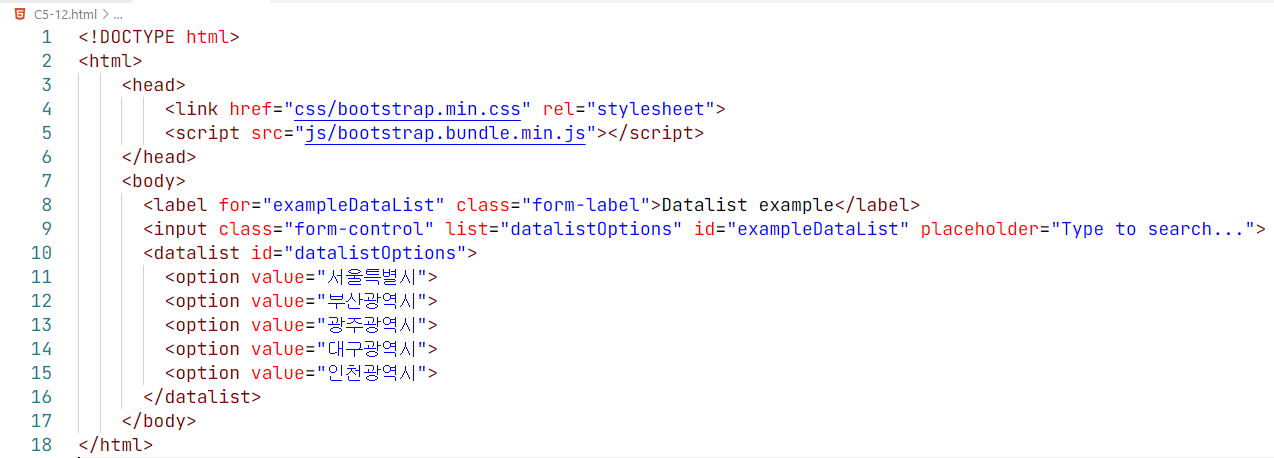 C5-12.html > ...
1 <!DOCTYPE html>
2 <html>
3     <head>
4         <link href="css/bootstrap.min.css" rel="stylesheet">
5         <script src="js/bootstrap.bundle.min.js"></script>
6     </head>
7     <body>
8       <label for="exampleDataList" class="form-label">Datalist example</label>
9       <input class="form-control" list="datalistOptions" id="exampleDataList" placeholder="Type to search...">
10       <datalist id="datalistOptions">
11         <option value="서울특별시">
12         <option value="부산광역시">
13         <option value="광주광역시">
14         <option value="대구광역시">
15         <option value="인천광역시">
16       </datalist>
17     </body>
18 </html>